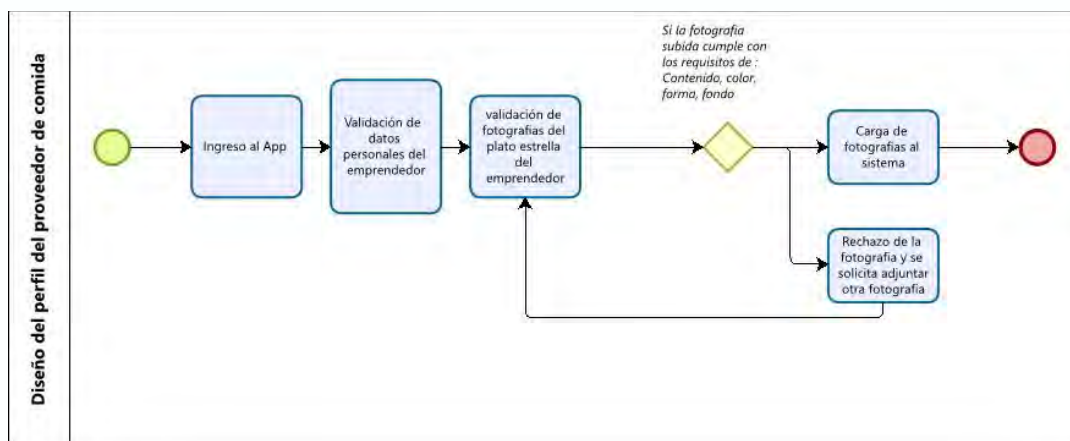 Diseño del perfil del proveedor de comida
Ingreso al App
Validación de
datos
personales del
emprendedor
validación de
fotografias del
plato estrella
del
emprendedor
Si la fotografia
subida cumple con
los requisitos de :
Contenido, color,
forma, fondo
Carga de
fotografias al
sistema
Rechazo de la
fotografia y se
solicita adjuntar
otra fotografia